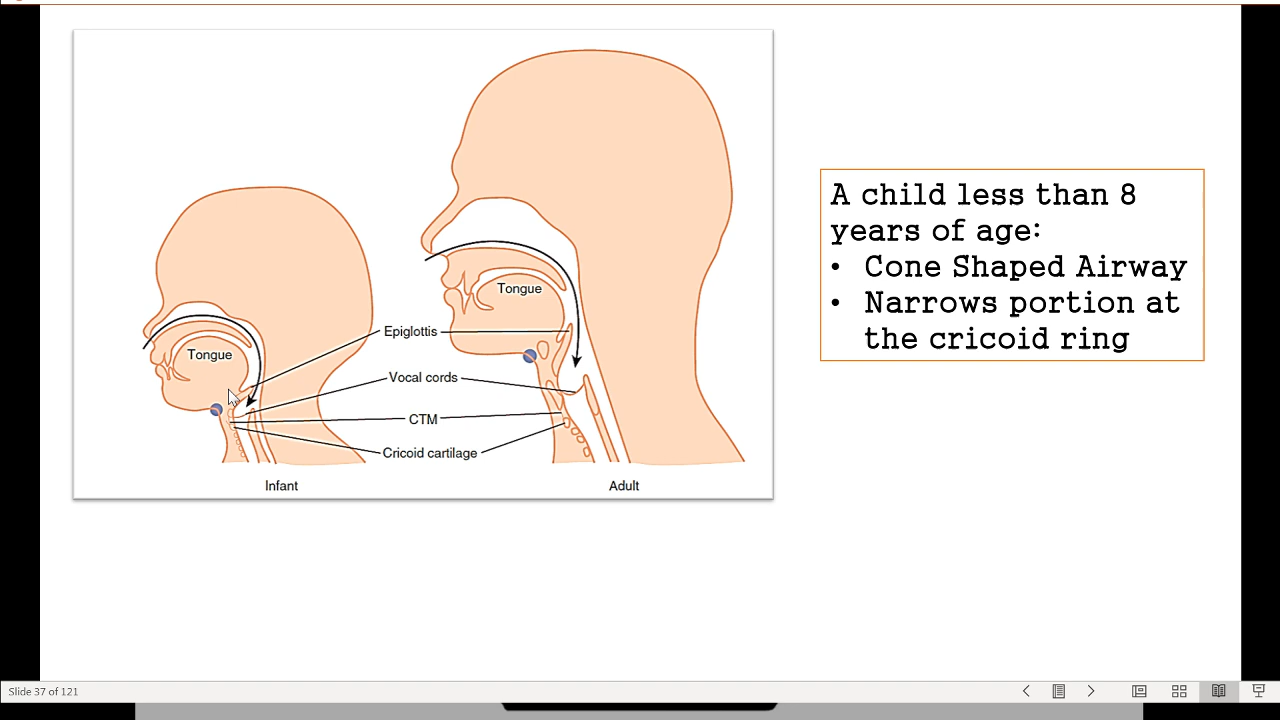 A child less than 8
years of age:
• Cone Shaped Airway
• Narrows portion at
the cricoid ring
Tongue
Tongue
Epiglottis
Vocal cords
CTM
Cricoid cartilage
Infant
Adult
Slide 37 of 121